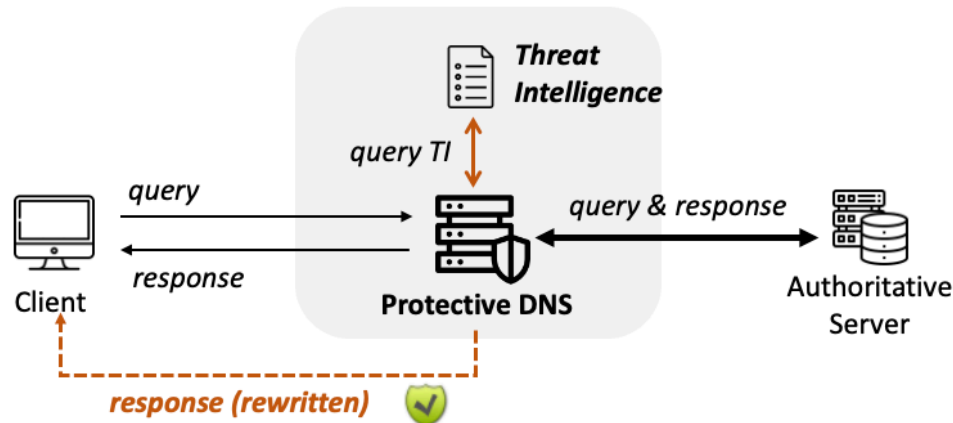 Threat
Intelligence
query TI
query
query & response
response
Client
Protective DNS
Authoritative
Server
response (rewritten)